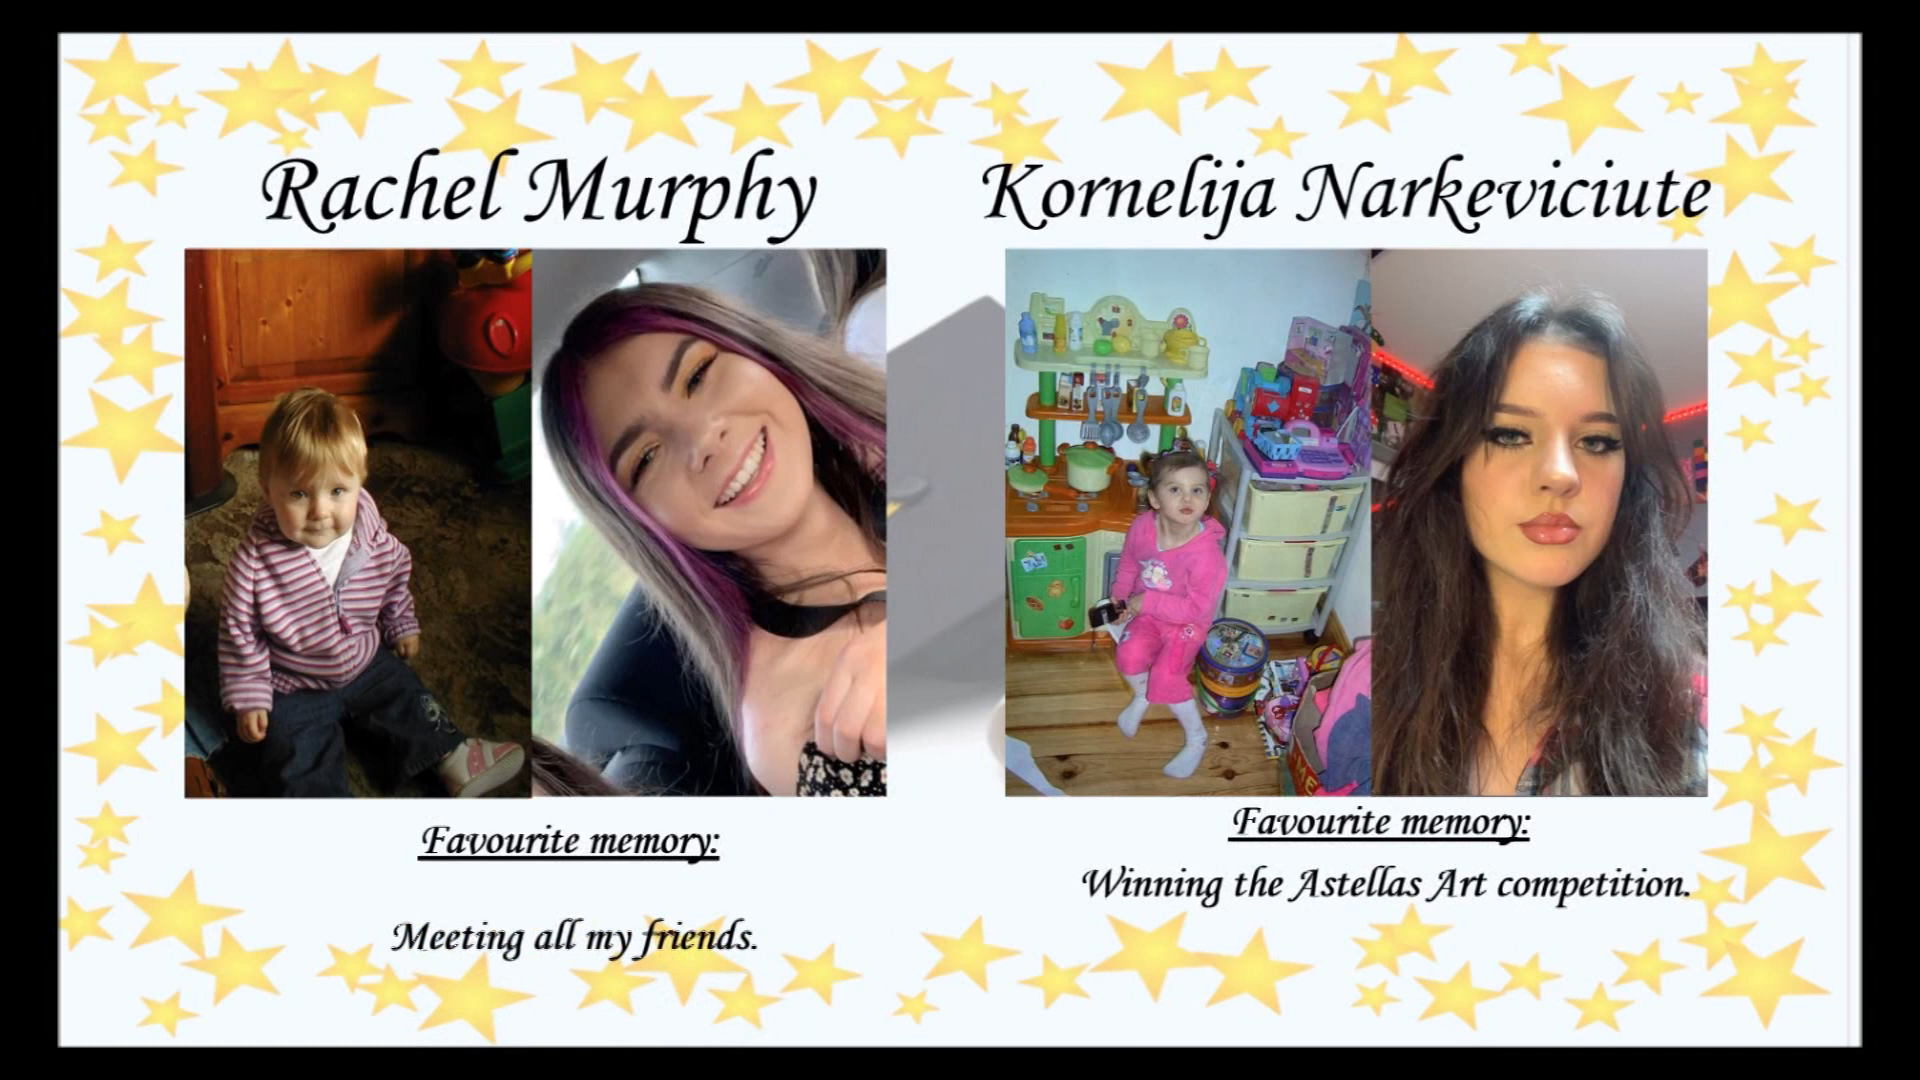 Rachel Murphy
Kornelija Narkeviciute
Favourite memory:
Meeting all my friends.
Favourite memory:
Winning the Astellas Art competition.